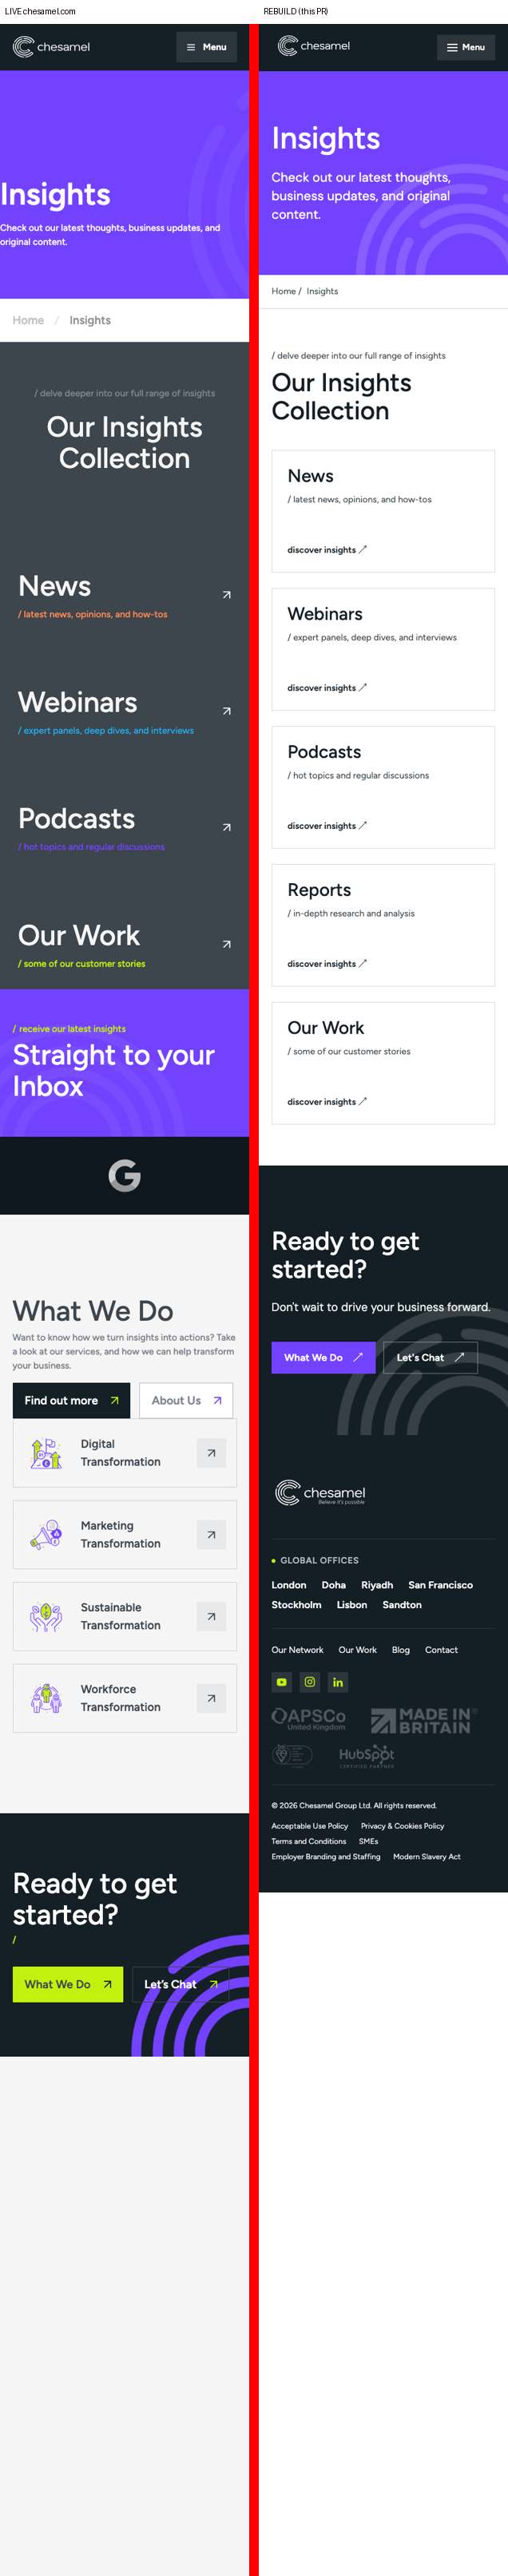 LIVE chesamel.com
chesamel
Menu
Insights
Check out our latest thoughts, business updates, and
original content.
Home / Insights
/ delve deeper into our full range of insights
Our Insights
Collection
News
/ latest news, opinions, and how-tos
Webinars
/ expert panels, deep dives, and interviews
Podcasts
/ hot topics and regular discussions
Our Work
/ some of our customer stories
/ receive our latest insights
Straight to your
Inbox
G
What We Do
Want to know how we turn insights into actions? Take
a look at our services, and how we can help transform
your business.
Find out more
About Us
Digital
Transformation
Marketing
Transformation
Sustainable
Transformation
Workforce
Transformation
Ready to get
started?
/
What We Do
Let's Chat
REBUILD (this PR)
chesamel
Menu
Insights
Check out our latest thoughts,
business updates, and original
content.
Home / Insights
/ delve deeper into our full range of insights
Our Insights
Collection
News
/ latest news, opinions, and how-tos
discover insights
Webinars
/ expert panels, deep dives, and interviews
discover insights
Podcasts
/ hot topics and regular discussions
discover insights
Reports
/ in-depth research and analysis
discover insights
Our Work
/ some of our customer stories
discover insights
Ready to get
started?
Don't wait to drive your business forward.
What We Do
Let's Chat
chesamel
Believe it's possible
GLOBAL OFFICES
London Doha Riyadh San Francisco
Stockholm Lisbon Sandton
Our Network Our Work Blog Contact
in
APSCo
United Kingdom
MADE IN
BRITAIN
HubSpot
CERTIFIED PARTNER
© 2026 Chesamel Group Ltd. All rights reserved.
Acceptable Use Policy Privacy & Cookies Policy
Terms and Conditions SMEs
Employer Branding and Staffing Modern Slavery Act